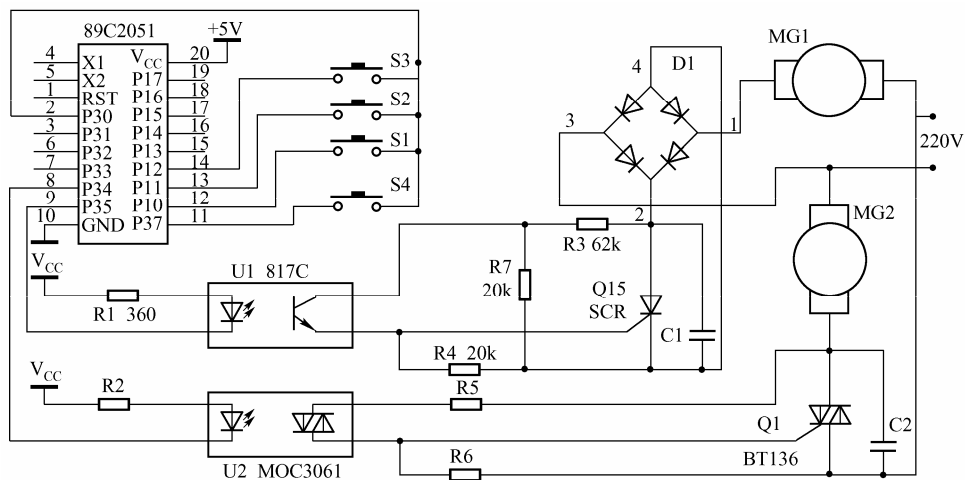 89C2051
+5V
4 X1 VCC 20
5 X2 P17 19
1 RST P16 18
2 P30 P15 17
3 P31 P14 16
6 P32 P13 15
7 P33 P12 14
8 P34 P11 13
9 P35 P10 12
10 GND P37 11
S3
S2
S1
S4
4
D1
3
1
2
MG1
220V
MG2
VCC
R1 360
U1 817C
R3 62k
R7
20k
Q15
SCR
C1
R4 20k
VCC
R2
R5
U2 MOC3061
R6
Q1
BT136
C2